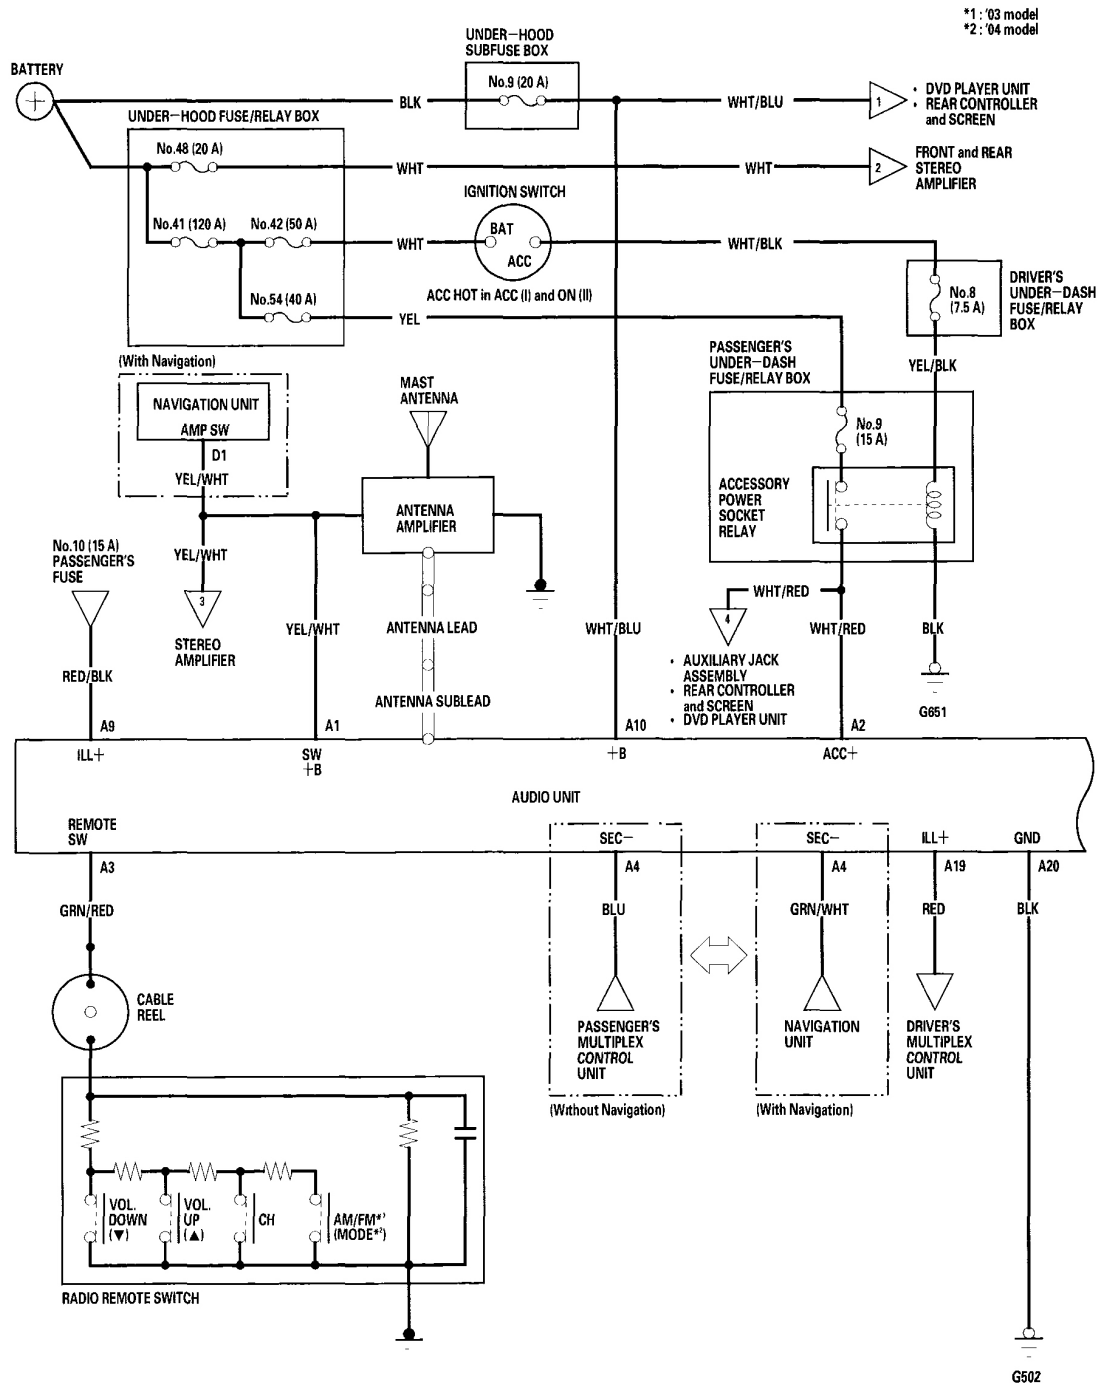 *1 : '03 model
*2 : '04 model
UNDER-HOOD
SUBFUSE BOX
BATTERY
No.9 (20 A)
BLK
WHT/BLU
1
• DVD PLAYER UNIT
• REAR CONTROLLER
and SCREEN
UNDER-HOOD FUSE/RELAY BOX
No.48 (20 A)
WHT
WHT
2
FRONT and REAR
STEREO
AMPLIFIER
IGNITION SWITCH
No.41 (120 A)
No.42 (50 A)
WHT
BAT
ACC
WHT/BLK
ACC HOT in ACC (I) and ON (II)
No.54 (40 A)
YEL
No.8
(7.5 A)
DRIVER'S
UNDER-DASH
FUSE/RELAY
BOX
PASSENGER'S
UNDER-DASH
FUSE/RELAY BOX
YEL/BLK
(With Navigation)
NAVIGATION UNIT
AMP SW
D1
YEL/WHT
MAST
ANTENNA
No.9
(15 A)
ACCESSORY
POWER
SOCKET
RELAY
ANTENNA
AMPLIFIER
No.10 (15 A)
PASSENGER'S
FUSE
YEL/WHT
3
STEREO
AMPLIFIER
YEL/WHT
ANTENNA LEAD
WHT/BLU
WHT/RED
4
WHT/RED
BLK
• AUXILIARY JACK
ASSEMBLY
• REAR CONTROLLER
and SCREEN
• DVD PLAYER UNIT
RED/BLK
ANTENNA SUBLEAD
G651
A9
A1
A10
A2
ILL+
SW
+B
+B
ACC+
AUDIO UNIT
REMOTE
SW
SEC-
SEC-
ILL+
GND
A3
A4
A4
A19
A20
GRN/RED
BLU
GRN/WHT
RED
BLK
CABLE
REEL
PASSENGER'S
MULTIPLEX
CONTROL
UNIT
NAVIGATION
UNIT
DRIVER'S
MULTIPLEX
CONTROL
UNIT
(Without Navigation)
(With Navigation)
VOL.
DOWN
(▼)
VOL.
UP
(▲)
CH
AM/FM*1
(MODE*2)
RADIO REMOTE SWITCH
G502